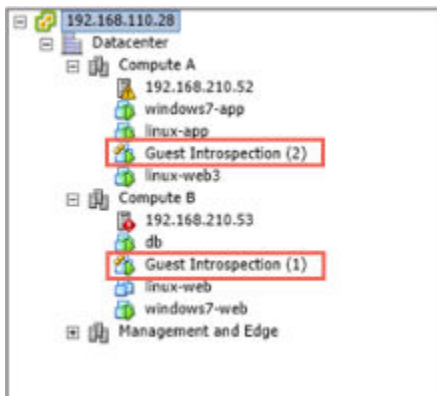 192.168.110.28
Datacenter
Compute A
192.168.210.52
windows7-app
linux-app
Guest Introspection (2)
linux-web3
Compute B
192.168.210.53
db
Guest Introspection (1)
linux-web
windows7-web
Management and Edge